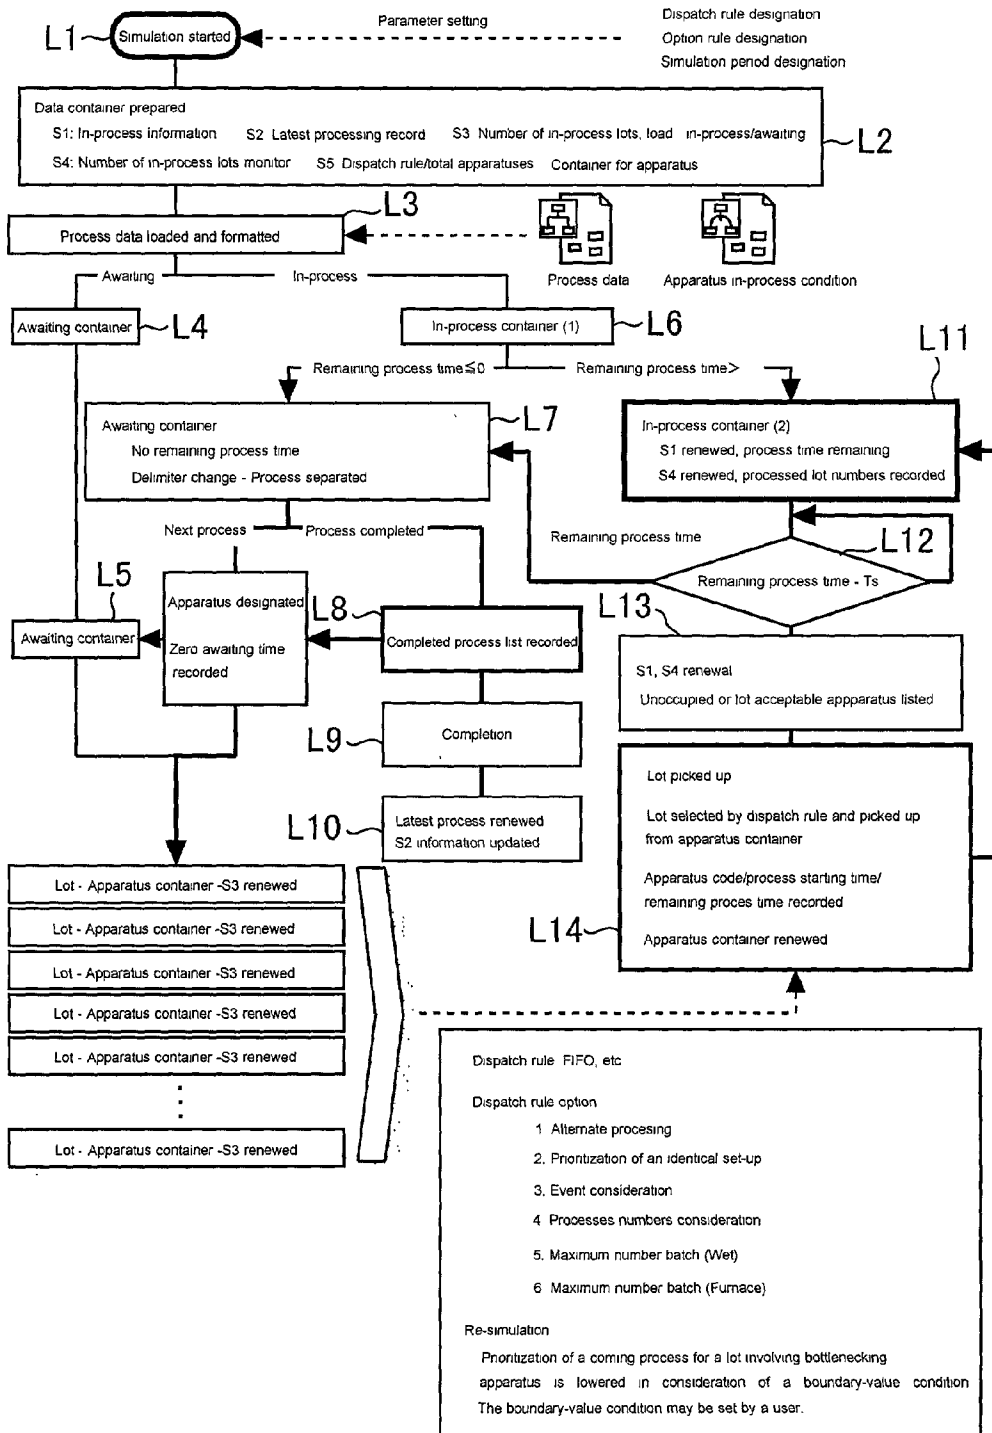 L1
Simulation started
Parameter setting
Dispatch rule designation
Option rule designation
Simulation period designation
Data container prepared
S1: In-process information S2 Latest processing record S3 Number of in-process lots, load in-process/awaiting
S4: Number of in-process lots monitor S5 Dispatch rule/total apparatuses Container for apparatus
L2
L3
Process data loaded and formatted
Process data
Apparatus in-process condition
Awaiting
In-process
Awaiting container
L4
In-process container (1)
L6
L11
Remaining process time≦0
Remaining process time>
L7
Awaiting container
No remaining process time
Delimiter change - Process separated
In-process container (2)
S1 renewed, process time remaining
S4 renewed, processed lot numbers recorded
Next process
Process completed
Remaining process time
L12
Remaining process time - Ts
L5
Awaiting container
Apparatus designated
Zero awaiting time
recorded
L8
Completed process list recorded
L13
S1, S4 renewal
Unoccupied or lot acceptable appparatus listed
L9
Completion
L10
Latest process renewed
S2 information updated
Lot picked up
Lot selected by dispatch rule and picked up
from apparatus container
Apparatus code/process starting time/
remaining proces time recorded
Apparatus container renewed
L14
Lot - Apparatus container -S3 renewed
Lot - Apparatus container -S3 renewed
Lot - Apparatus container -S3 renewed
Lot - Apparatus container -S3 renewed
Lot - Apparatus container -S3 renewed
Lot - Apparatus container -S3 renewed
Dispatch rule FIFO, etc
Dispatch rule option
1 Alternate procesing
2. Prioritization of an identical set-up
3. Event consideration
4 Processes numbers consideration
5. Maximum number batch (Wet)
6 Maximum number batch (Furnace)
Re-simulation
Prioritization of a coming process for a lot involving bottlenecking
apparatus is lowered in consideration of a boundary-value condition
The boundary-value condition may be set by a user.